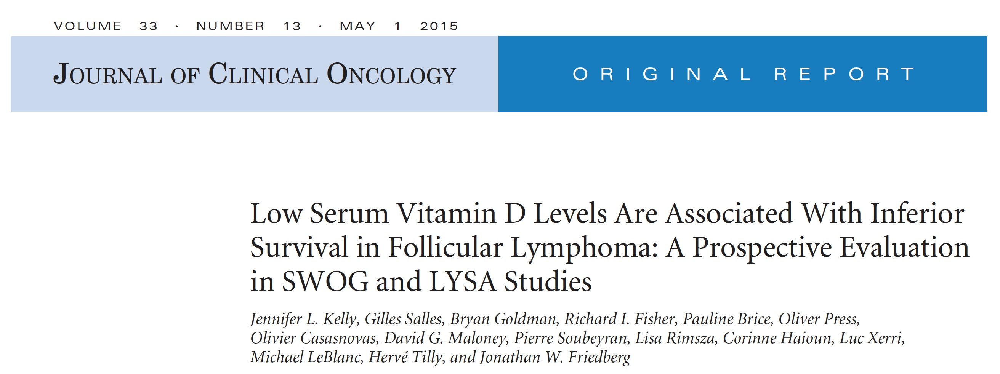 VOLUME 33 · NUMBER 13 · MAY 1 2015
JOURNAL OF CLINICAL ONCOLOGY
ORIGINAL REPORT
Low Serum Vitamin D Levels Are Associated With Inferior
Survival in Follicular Lymphoma: A Prospective Evaluation
in SWOG and LYSA Studies
Jennifer L. Kelly, Gilles Salles, Bryan Goldman, Richard I. Fisher, Pauline Brice, Oliver Press,
Olivier Casasnovas, David G. Maloney, Pierre Soubeyran, Lisa Rimsza, Corinne Haioun, Luc Xerri,
Michael LeBlanc, Hervé Tilly, and Jonathan W. Friedberg